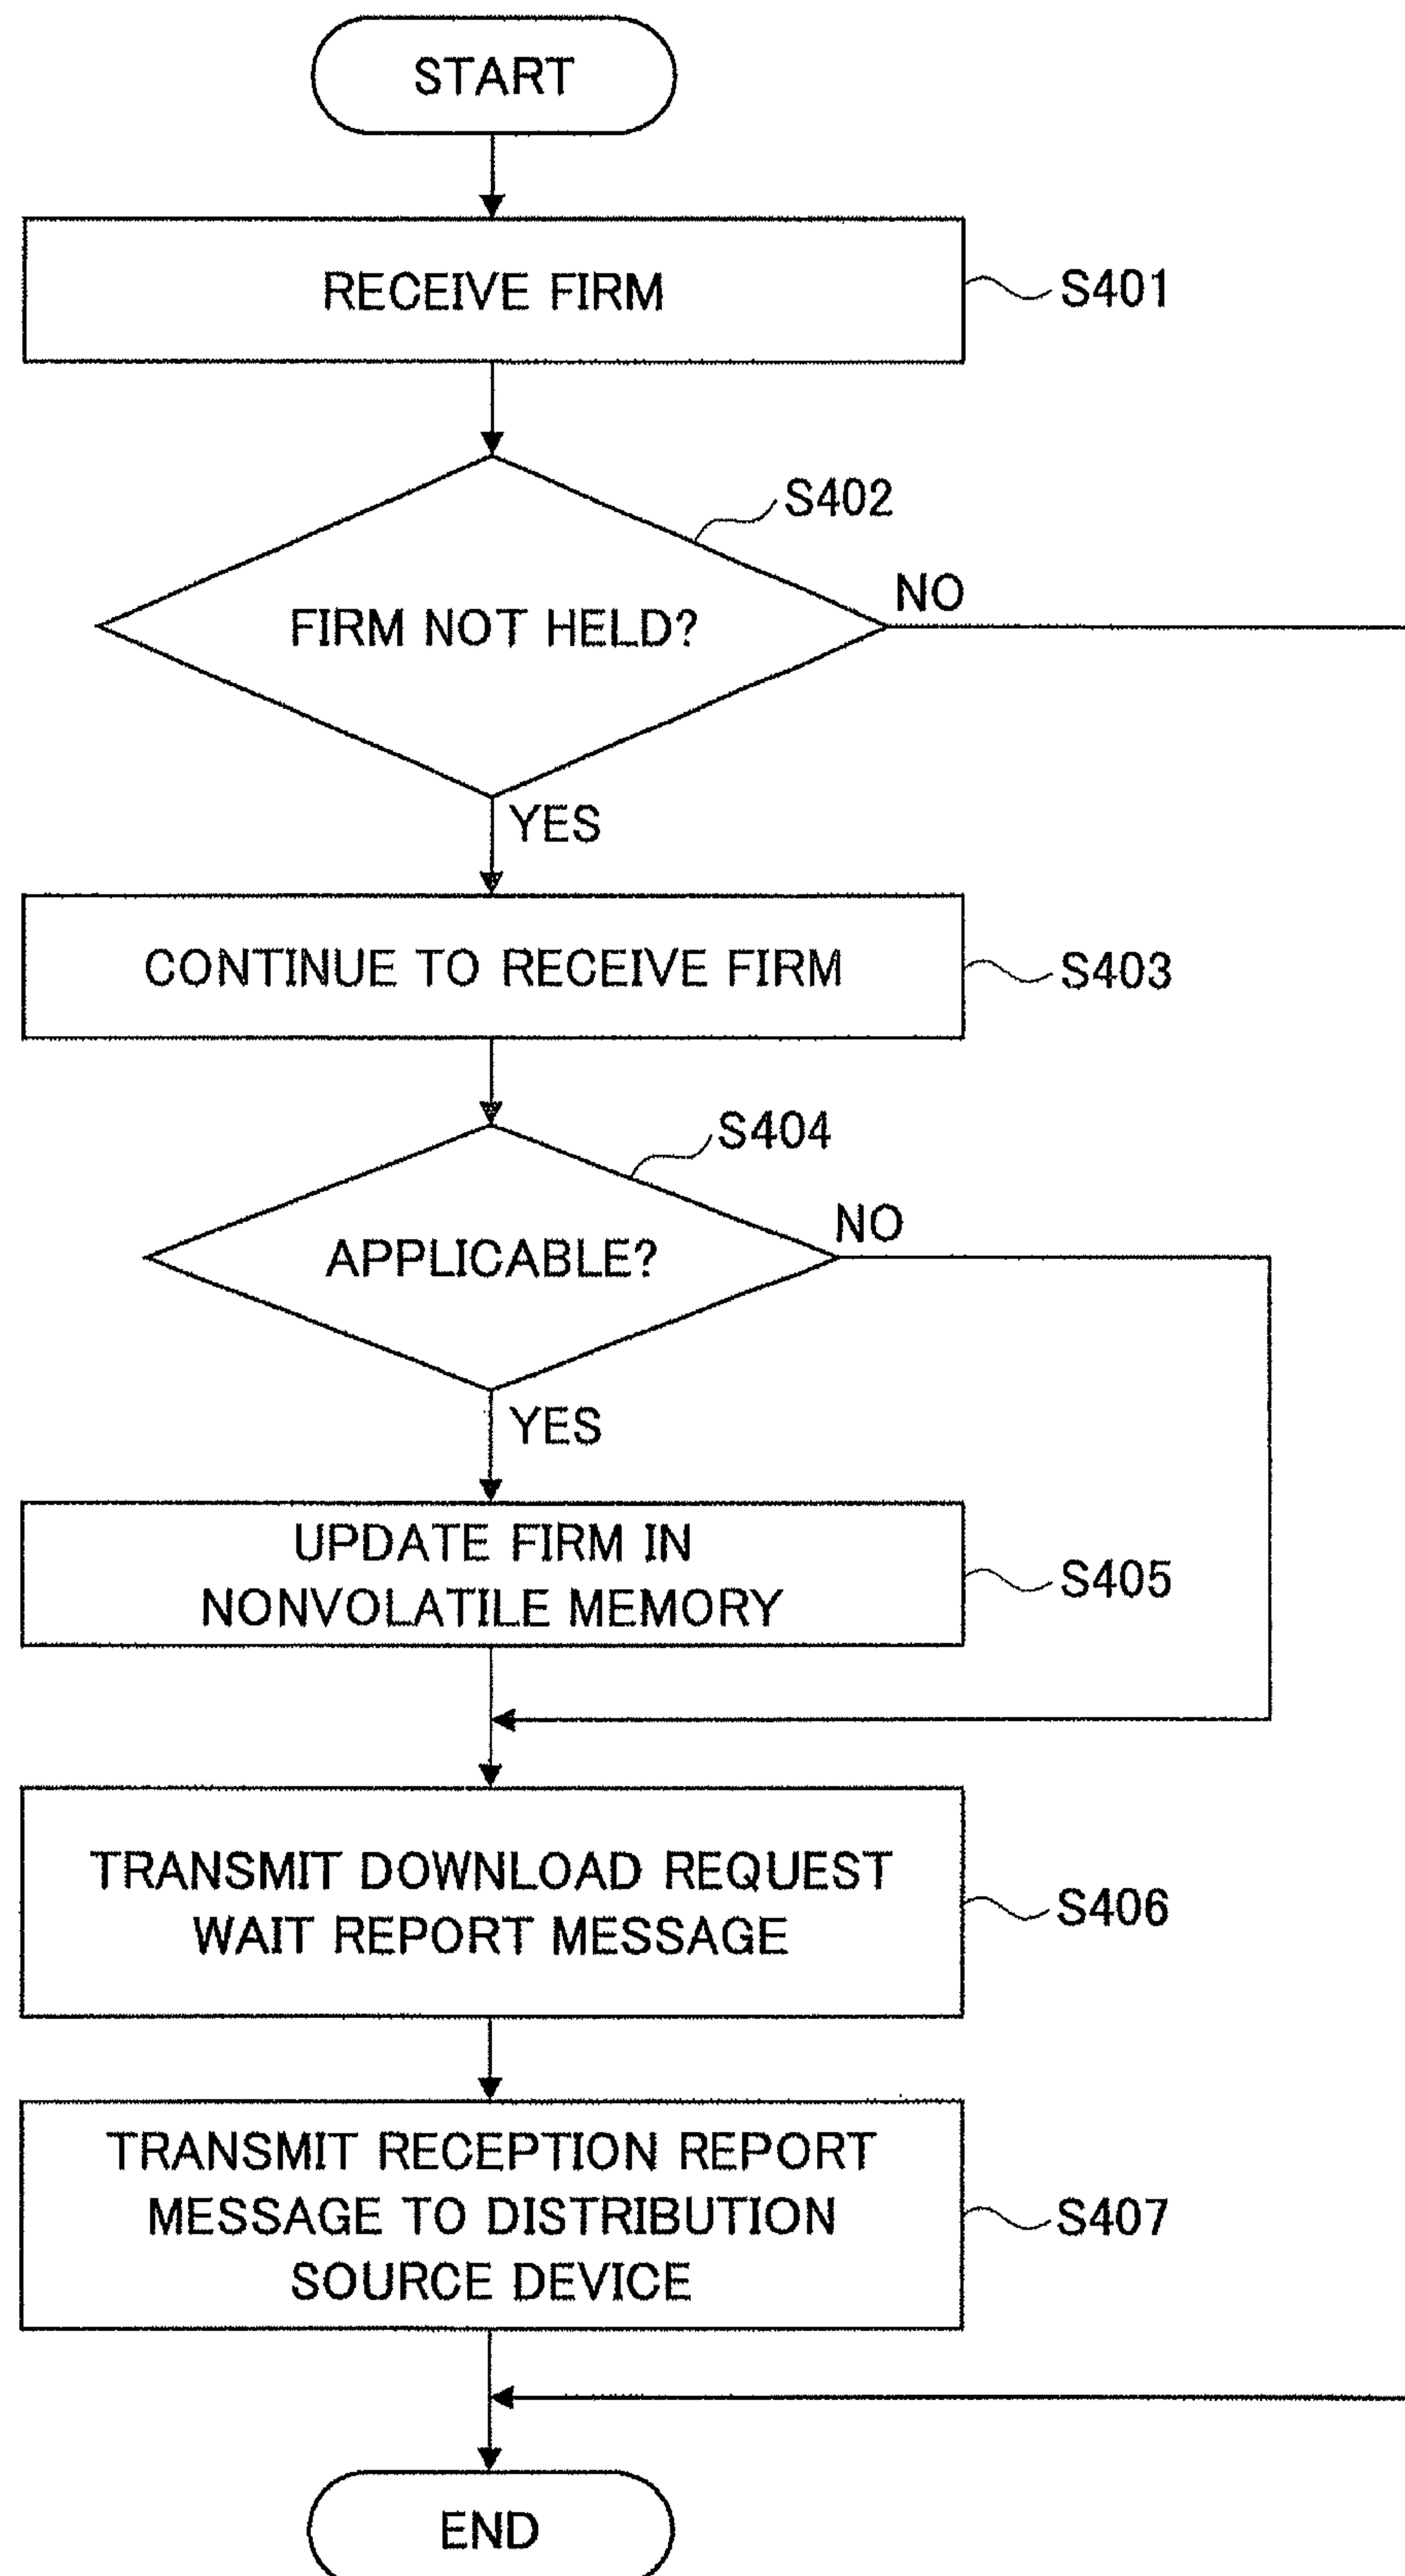 START
RECEIVE FIRM
S401
S402
FIRM NOT HELD?
NO
YES
CONTINUE TO RECEIVE FIRM
S403
S404
APPLICABLE?
NO
YES
UPDATE FIRM IN
NONVOLATILE MEMORY
S405
TRANSMIT DOWNLOAD REQUEST
WAIT REPORT MESSAGE
S406
TRANSMIT RECEPTION REPORT
MESSAGE TO DISTRIBUTION
SOURCE DEVICE
S407
END